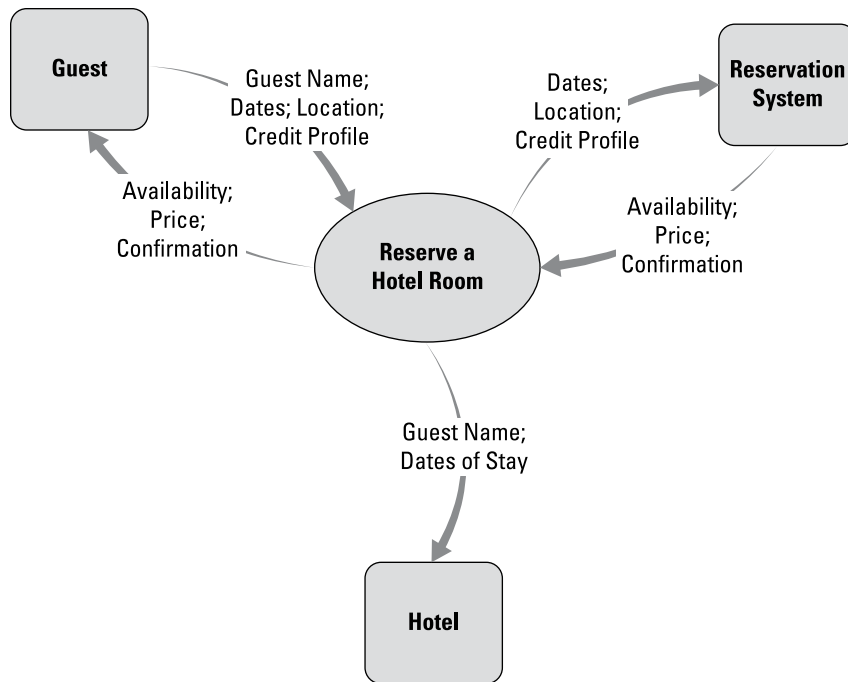 Guest
Guest Name;
Dates; Location;
Credit Profile
Dates;
Location;
Credit Profile
Reservation
System
Availability;
Price;
Confirmation
Reserve a
Hotel Room
Availability;
Price;
Confirmation
Guest Name;
Dates of Stay
Hotel